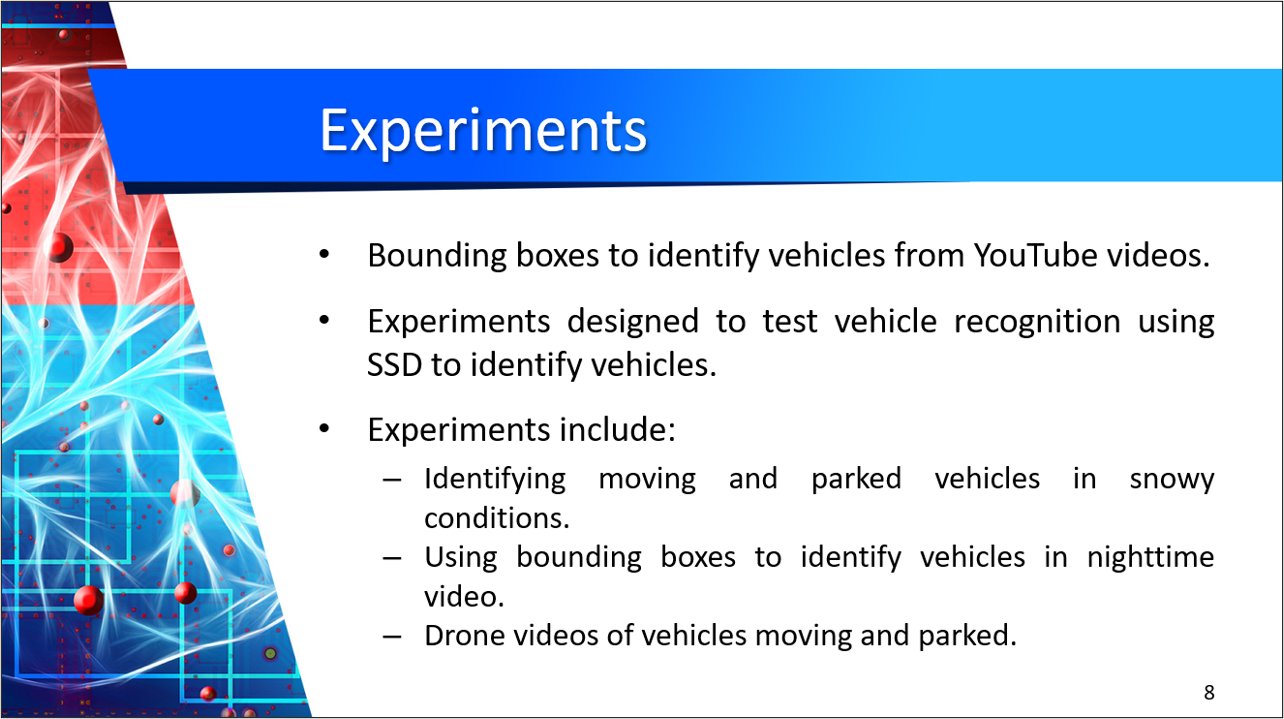 Experiments
• Bounding boxes to identify vehicles from YouTube videos.
• Experiments designed to test vehicle recognition using
SSD to identify vehicles.
• Experiments include:
– Identifying moving and parked vehicles in snowy
conditions.
– Using bounding boxes to identify vehicles in nighttime
video.
– Drone videos of vehicles moving and parked.
8